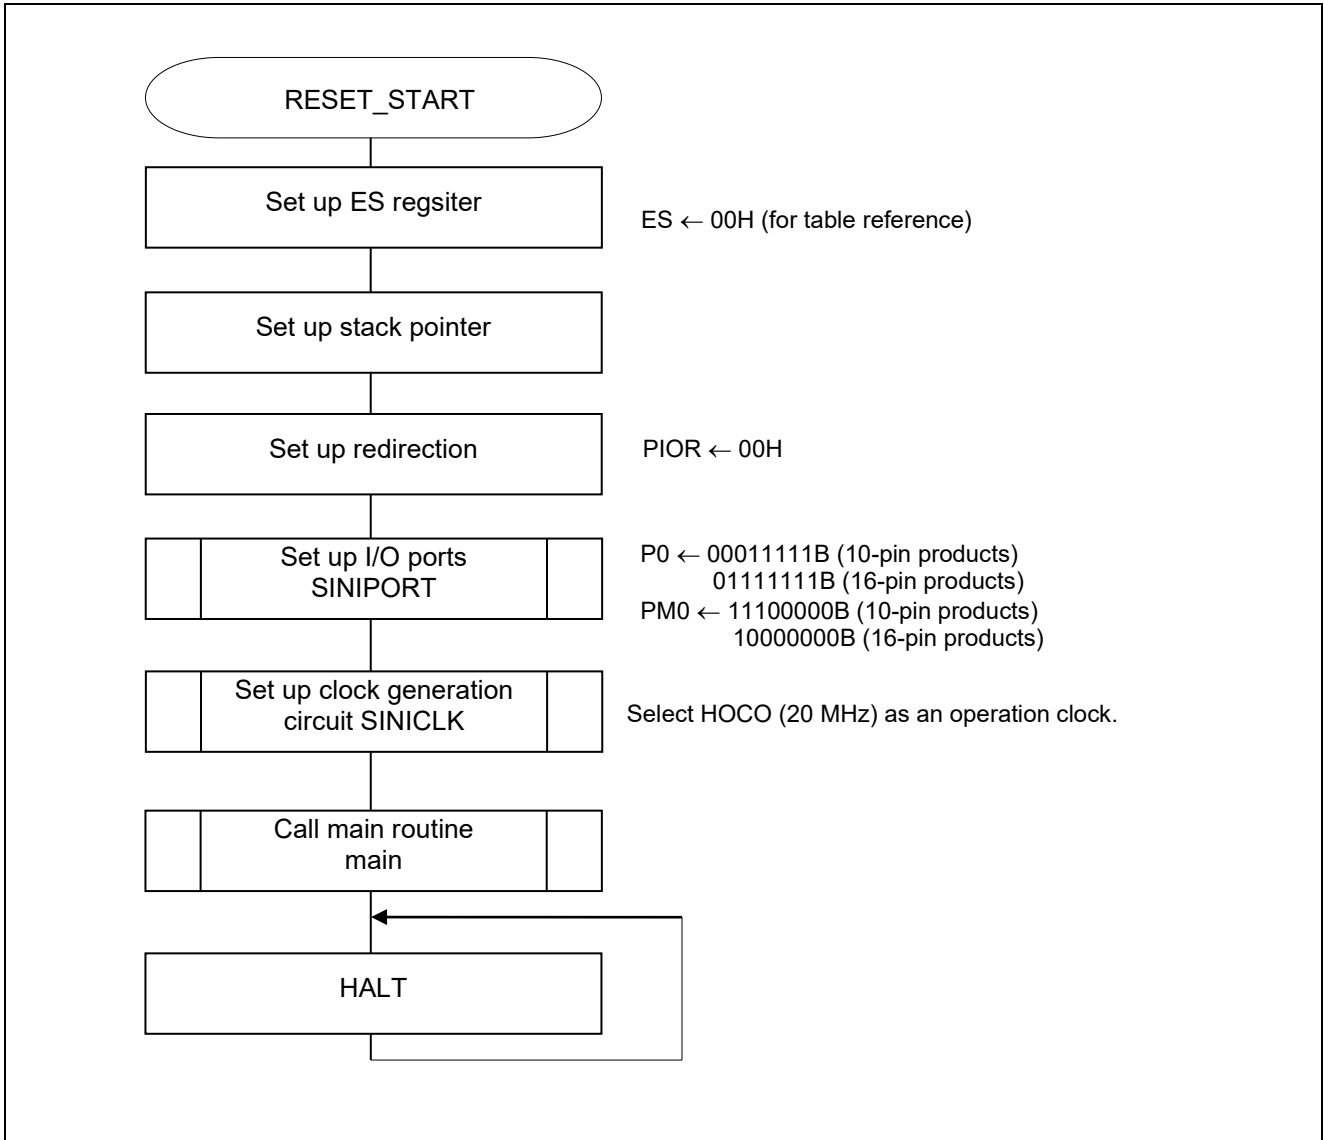 RESET_START
Set up ES regsiter
ES ← 00H (for table reference)
Set up stack pointer
Set up redirection
PIOR ← 00H
Set up I/O ports
SINIPORT
P0 ← 00011111B (10-pin products)
01111111B (16-pin products)
PM0 ← 11100000B (10-pin products)
10000000B (16-pin products)
Set up clock generation
circuit SINICLK
Select HOCO (20 MHz) as an operation clock.
Call main routine
main
HALT